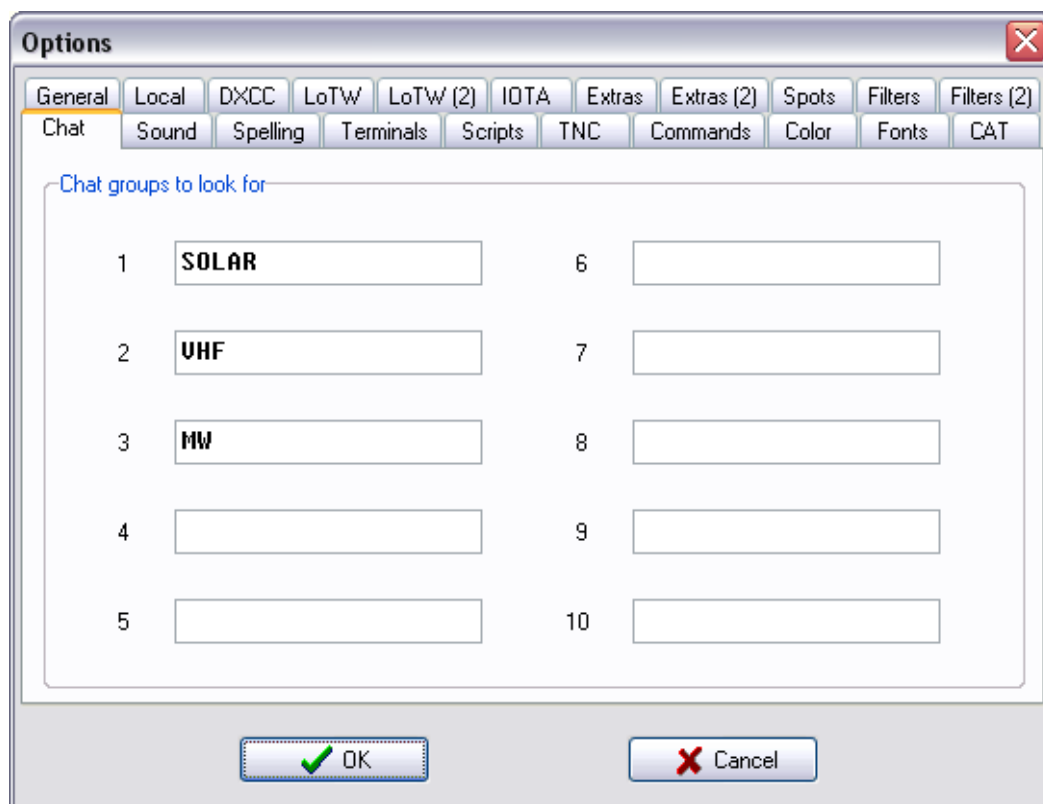 Options
General Local DXCC LoTW LoTW (2) IOTA Extras Extras (2) Spots Filters Filters (2)
Chat Sound Spelling Terminals Scripts TNC Commands Color Fonts CAT
Chat groups to look for
1 SOLAR 6
2 VHF 7
3 MW 8
4 9
5 10
OK Cancel